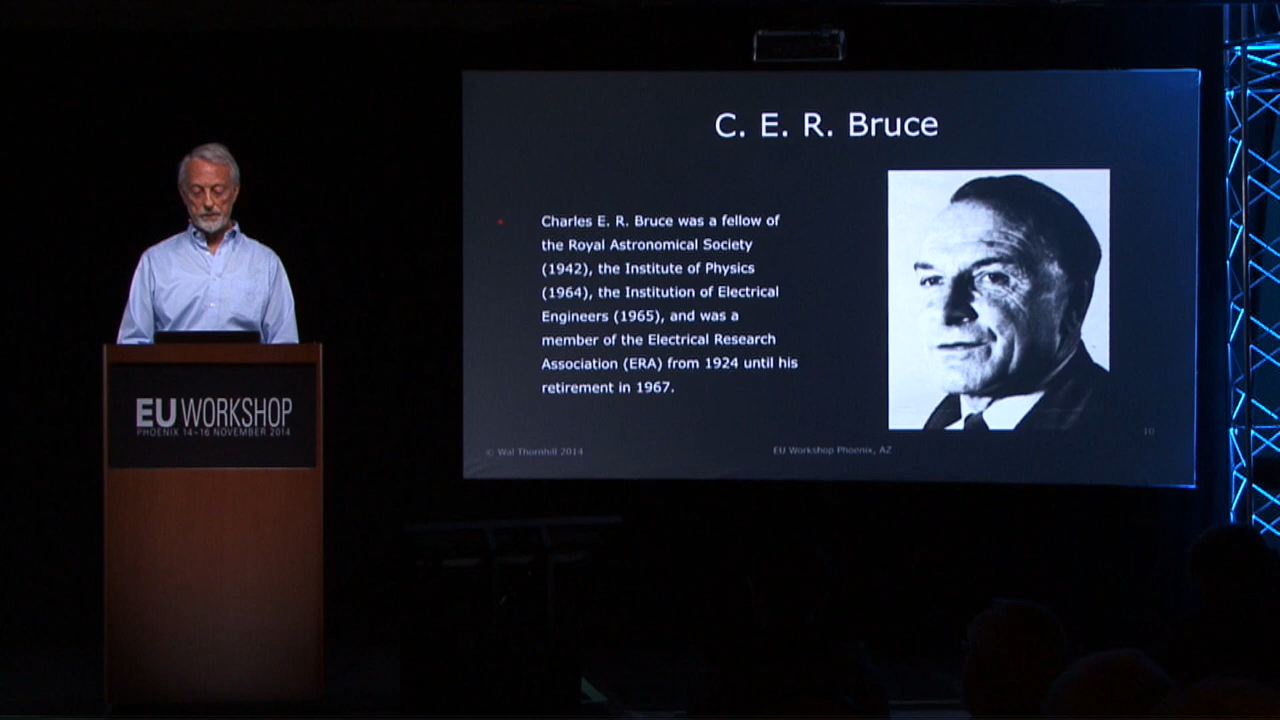 C. E. R. Bruce
Charles E. R. Bruce was a fellow of
the Royal Astronomical Society
(1942), the Institute of Physics
(1964), the Institution of Electrical
Engineers (1965), and was a
member of the Electrical Research
Association (ERA) from 1924 until his
retirement in 1967.
10
© Wal Thornhill 2014
EU Workshop Phoenix, AZ
EU WORKSHOP
PHOENIX 14–16 NOVEMBER 2014